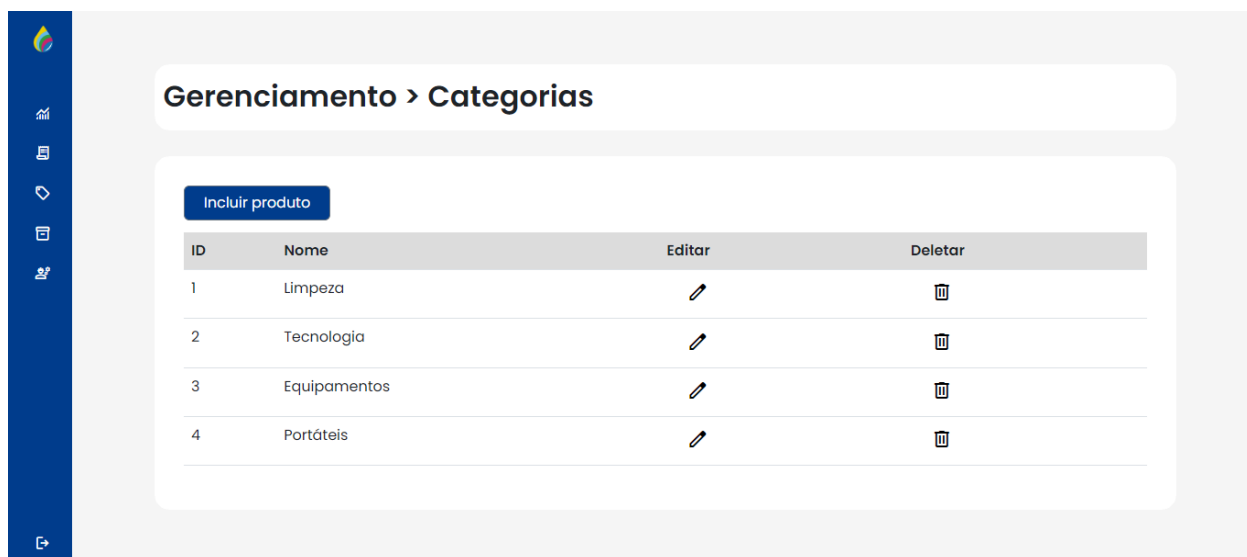 Gerenciamento > Categorias
Incluir produto
ID Nome Editar Deletar
1 Limpeza
2 Tecnologia
3 Equipamentos
4 Portáteis